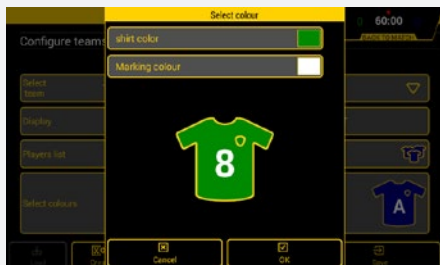 Select colour
60:00
BACK TO MATCH
Configure teams
shirt color
Marking colour
Select
team
Display
Players list
8
Select colours
A
Cancel
OK
Save